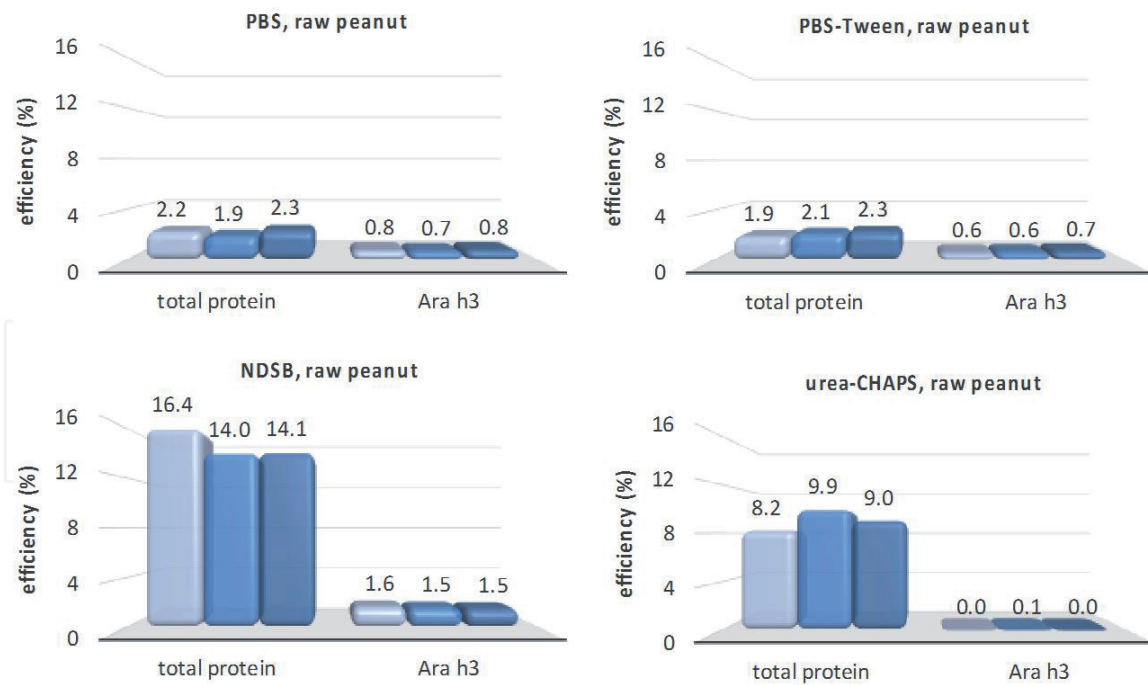 PBS, raw peanut
efficiency (%)
16
12
8
4
0
2.2 1.9 2.3
0.8 0.7 0.8
total protein Ara h3
PBS-Tween, raw peanut
efficiency (%)
16
12
8
4
0
1.9 2.1 2.3
0.6 0.6 0.7
total protein Ara h3
NDSB, raw peanut
efficiency (%)
16
12
8
4
0
16.4 14.0 14.1
1.6 1.5 1.5
total protein Ara h3
urea-CHAPS, raw peanut
efficiency (%)
16
12
8
4
0
8.2 9.9 9.0
0.0 0.1 0.0
total protein Ara h3